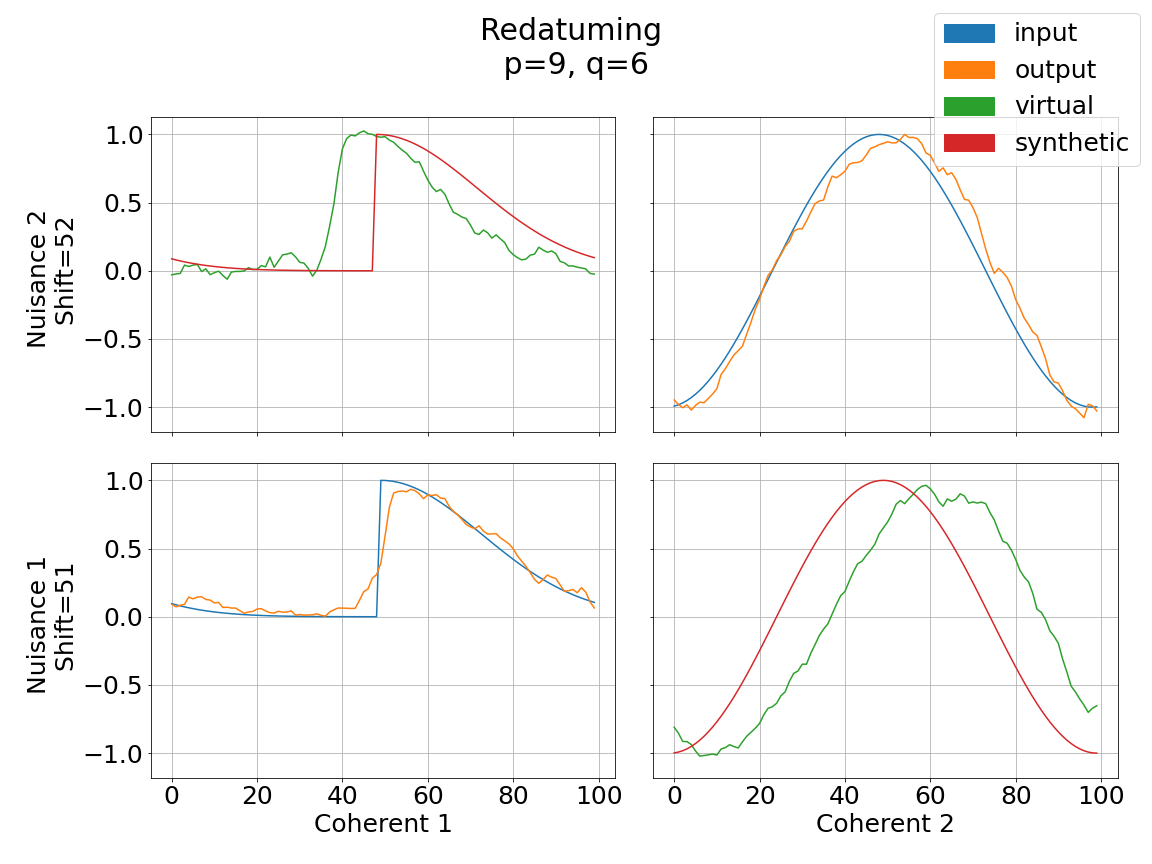 Redatuming
p=9, q=6
input
output
virtual
synthetic
Nuisance 2
Shift=52
1.0
0.5
0.0
−0.5
−1.0
Nuisance 1
Shift=51
1.0
0.5
0.0
−0.5
−1.0
0 20 40 60 80 100
Coherent 1
0 20 40 60 80 100
Coherent 2